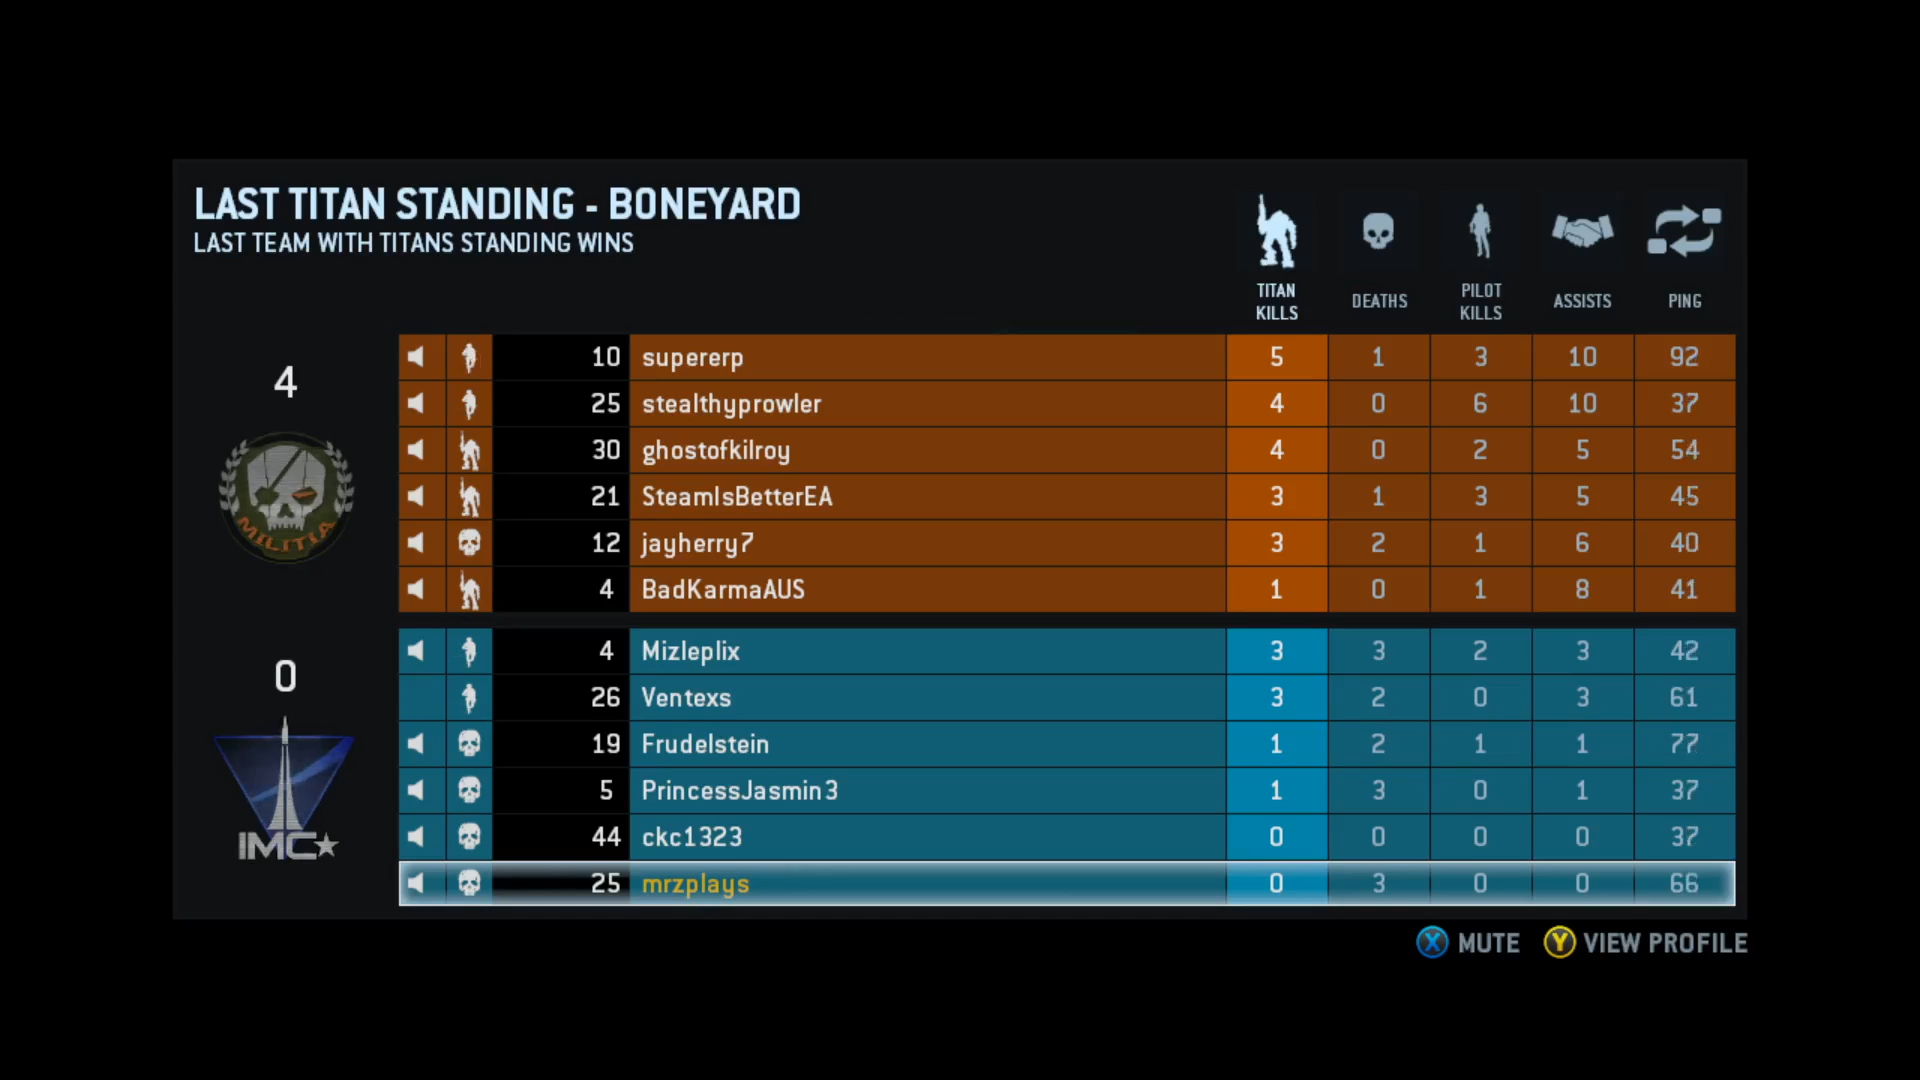 LAST TITAN STANDING - BONEYARD
LAST TEAM WITH TITANS STANDING WINS
TITAN KILLS DEATHS PILOT KILLS ASSISTS PING
4
MILITIA
10 supererp 5 1 3 10 92
25 stealthyprowler 4 0 6 10 37
30 ghostofkilroy 4 0 2 5 54
21 SteamIsBetterEA 3 1 3 5 45
12 jayherry7 3 2 1 6 40
4 BadKarmaAUS 1 0 1 8 41
0
IMC
4 Mizleplix 3 3 2 3 42
26 Ventexs 3 2 0 3 61
19 Frudelstein 1 2 1 1 77
5 PrincessJasmin3 1 3 0 1 37
44 ckc1323 0 0 0 0 37
25 mrzplays 0 3 0 0 66
X MUTE Y VIEW PROFILE